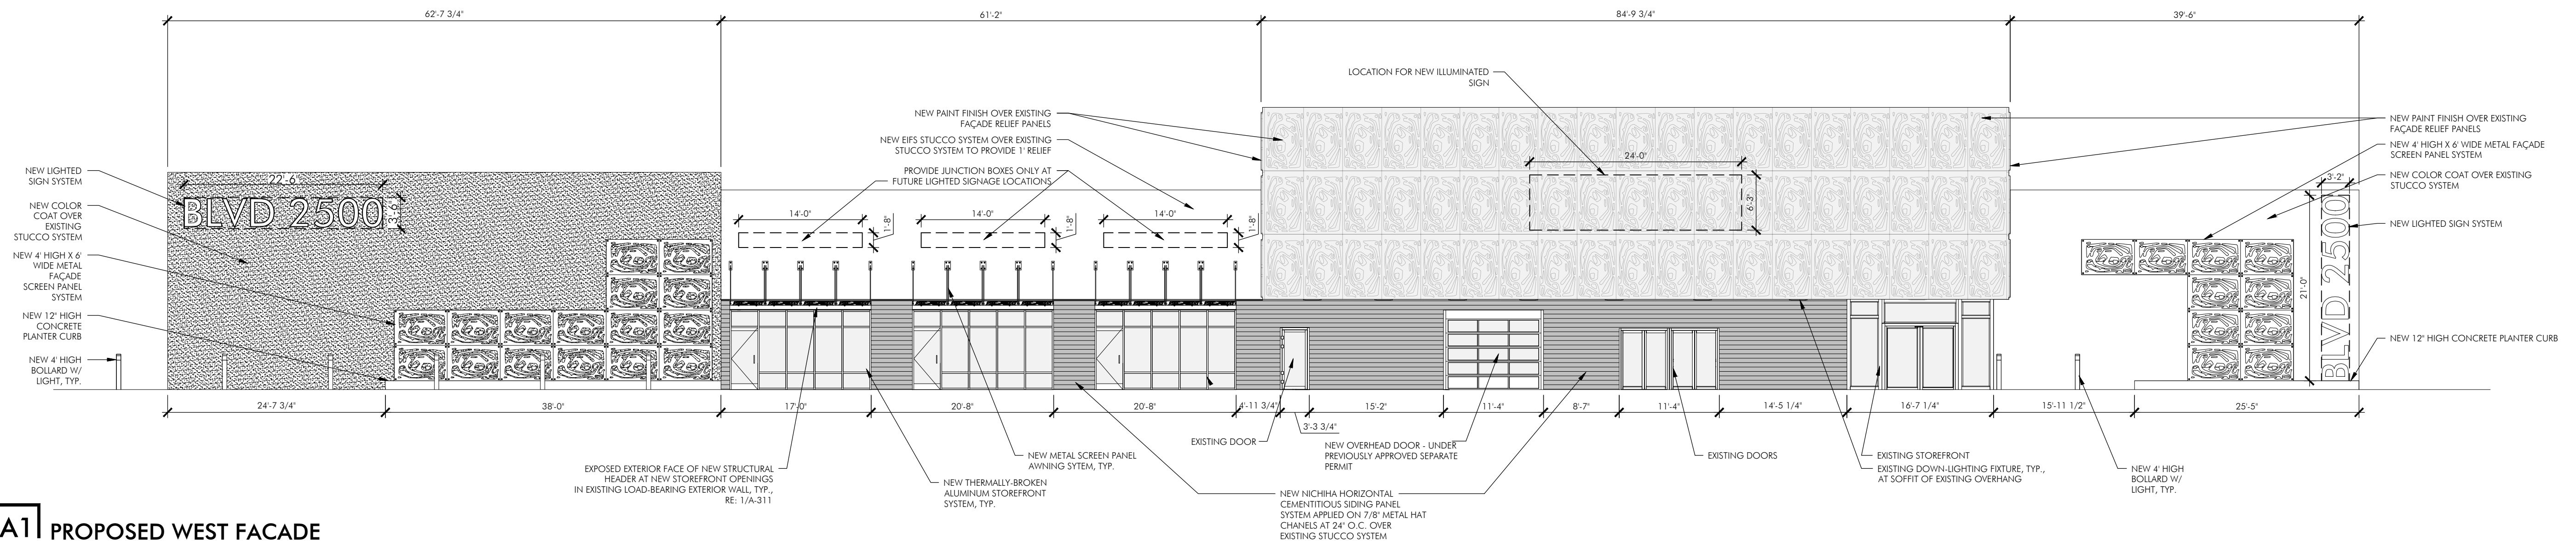 62'-7 3/4"
61'-2"
84'-9 3/4"
39'-6"
LOCATION FOR NEW ILLUMINATED
SIGN
NEW PAINT FINISH OVER EXISTING
FAÇADE RELIEF PANELS
NEW EIFS STUCCO SYSTEM OVER EXISTING
STUCCO SYSTEM TO PROVIDE 1' RELIEF
PROVIDE JUNCTION BOXES ONLY AT
FUTURE LIGHTED SIGNAGE LOCATIONS
NEW PAINT FINISH OVER EXISTING
FAÇADE RELIEF PANELS
NEW 4' HIGH X 6' WIDE METAL FAÇADE
SCREEN PANEL SYSTEM
NEW COLOR COAT OVER EXISTING
STUCCO SYSTEM
NEW LIGHTED SIGN SYSTEM
NEW 12" HIGH CONCRETE PLANTER CURB
NEW LIGHTED
SIGN SYSTEM
NEW COLOR
COAT OVER
EXISTING
STUCCO SYSTEM
NEW 4' HIGH X 6'
WIDE METAL
FAÇADE
SCREEN PANEL
SYSTEM
NEW 12" HIGH
CONCRETE
PLANTER CURB
NEW 4' HIGH
BOLLARD W/
LIGHT, TYP.
22'-6"
BLVD 2500
3'-6"
14'-0"
1'-8"
14'-0"
1'-8"
14'-0"
1'-8"
24'-0"
6'-3"
3'-2"
21'-0"
BLVD 2500
24'-7 3/4"
38'-0"
17'-0"
20'-8"
20'-8"
4'-11 3/4"
3'-3 3/4"
15'-2"
11'-4"
8'-7"
11'-4"
14'-5 1/4"
16'-7 1/4"
15'-11 1/2"
25'-5"
EXPOSED EXTERIOR FACE OF NEW STRUCTURAL
HEADER AT NEW STOREFRONT OPENINGS
IN EXISTING LOAD-BEARING EXTERIOR WALL, TYP.,
RE: 1/A-311
NEW THERMALLY-BROKEN
ALUMINUM STOREFRONT
SYSTEM, TYP.
NEW METAL SCREEN PANEL
AWNING SYTEM, TYP.
EXISTING DOOR
NEW OVERHEAD DOOR - UNDER
PREVIOUSLY APPROVED SEPARATE
PERMIT
NEW NICHIHA HORIZONTAL
CEMENTITIOUS SIDING PANEL
SYSTEM APPLIED ON 7/8" METAL HAT
CHANELS AT 24" O.C. OVER
EXISTING STUCCO SYSTEM
EXISTING DOORS
EXISTING STOREFRONT
EXISTING DOWN-LIGHTING FIXTURE, TYP.,
AT SOFFIT OF EXISTING OVERHANG
NEW 4' HIGH
BOLLARD W/
LIGHT, TYP.
A1 PROPOSED WEST FACADE